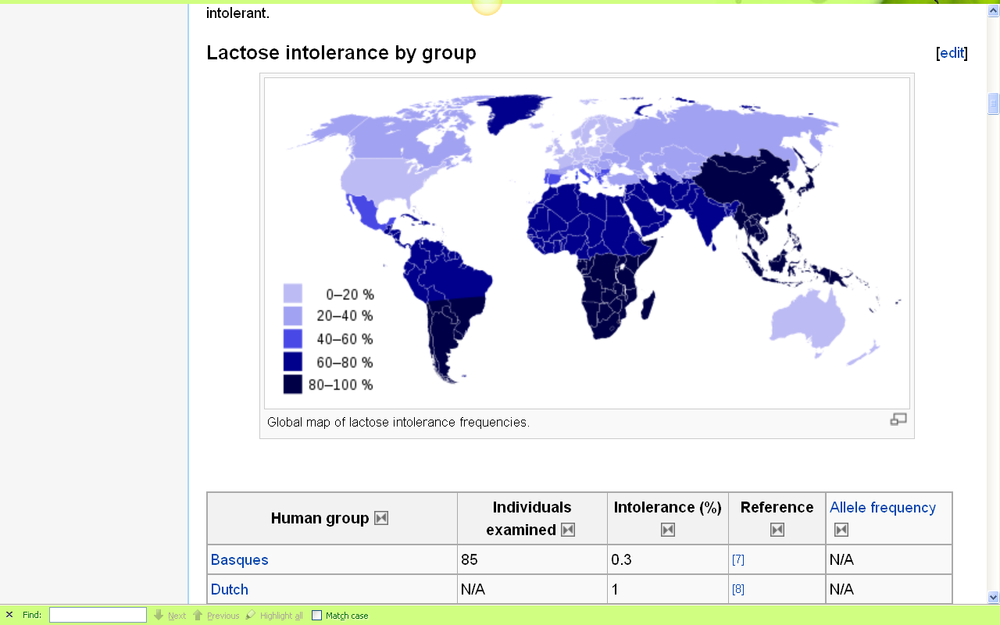 intolerant.
Lactose intolerance by group
[edit]
0–20 %
20–40 %
40–60 %
60–80 %
80–100 %
Global map of lactose intolerance frequencies.
Human group
Individuals
examined
Intolerance (%)
Reference
Allele frequency
Basques 85 0.3 [7] N/A
Dutch N/A 1 [8] N/A
Find: Next Previous Highlight all Match case